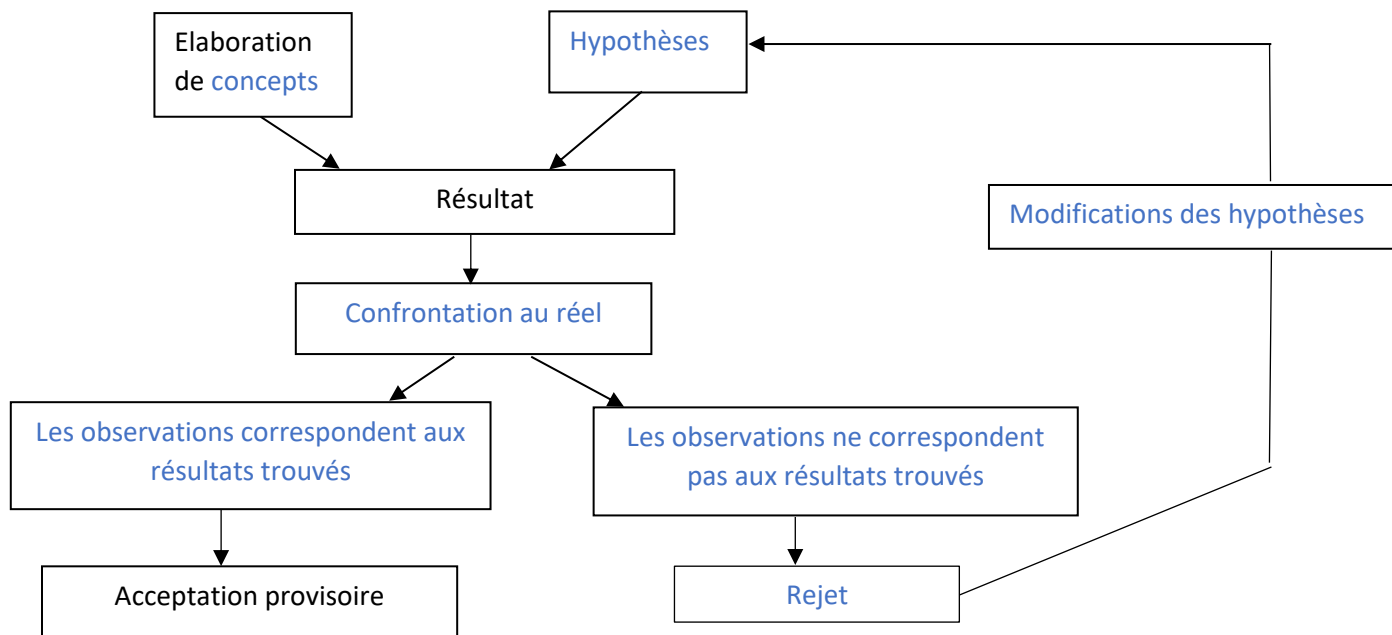 Elaboration
de concepts
Hypothèses
Résultat
Modifications des hypothèses
Confrontation au réel
Les observations correspondent aux
résultats trouvés
Les observations ne correspondent
pas aux résultats trouvés
Acceptation provisoire
Rejet